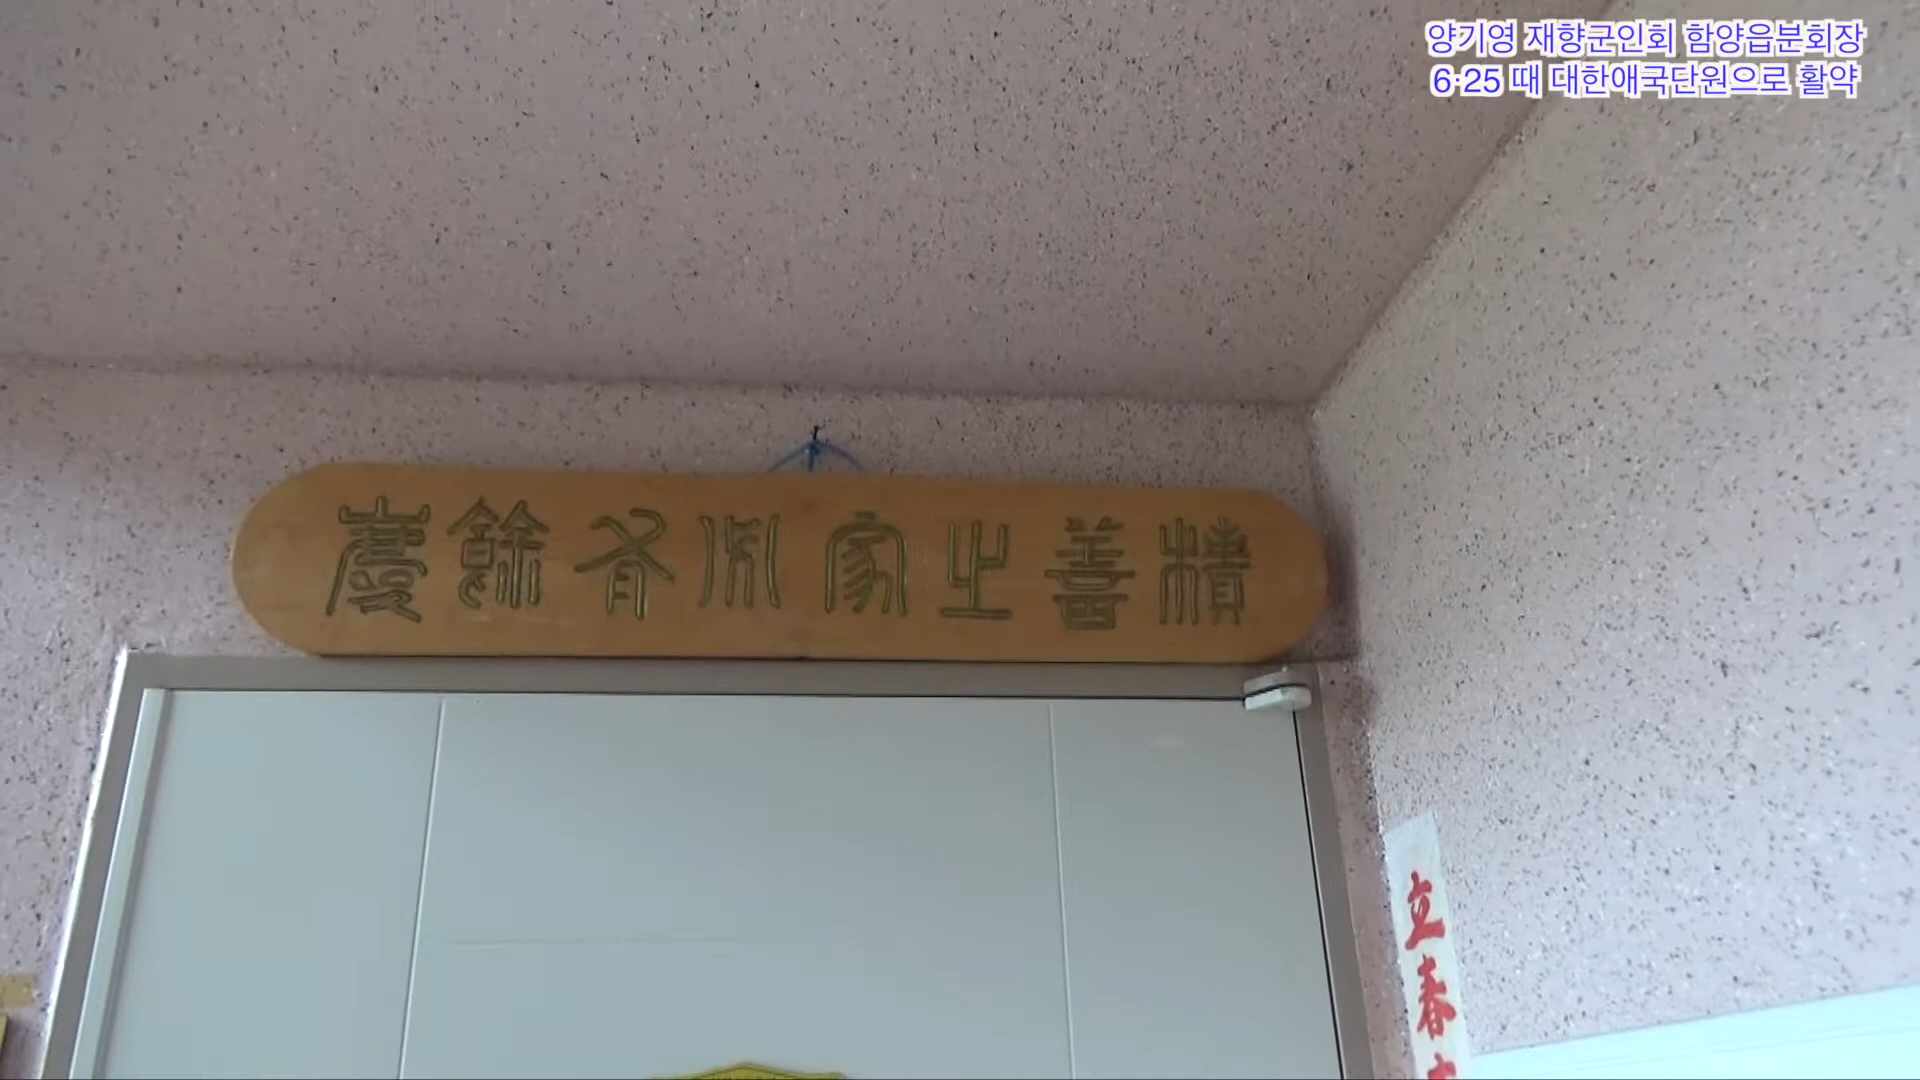 양기영 재향군인회 함양읍분회장
6·25 때 대한애국단원으로 활약
積善之家必有餘慶
立春